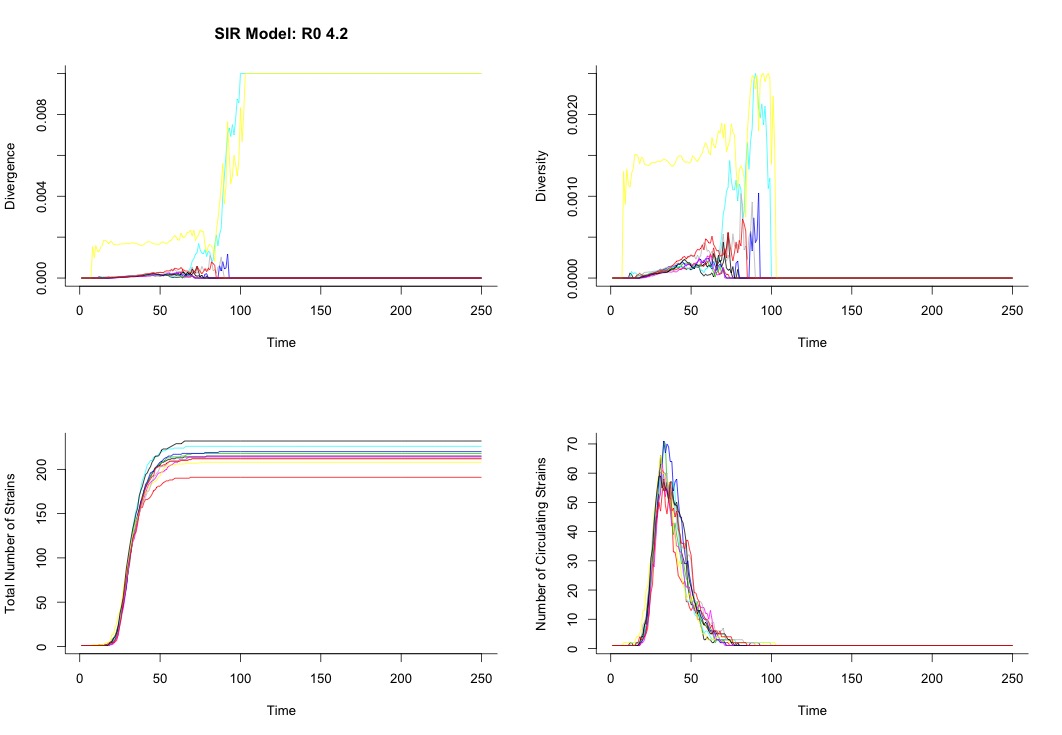 SIR Model: R0 4.2
Divergence
0.000 0.004 0.008
0 50 100 150 200 250
Time
Diversity
0.0000 0.0010 0.0020
0 50 100 150 200 250
Time
Total Number of Strains
0 50 100 150 200
0 50 100 150 200 250
Time
Number of Circulating Strains
0 10 20 30 40 50 60 70
0 50 100 150 200 250
Time